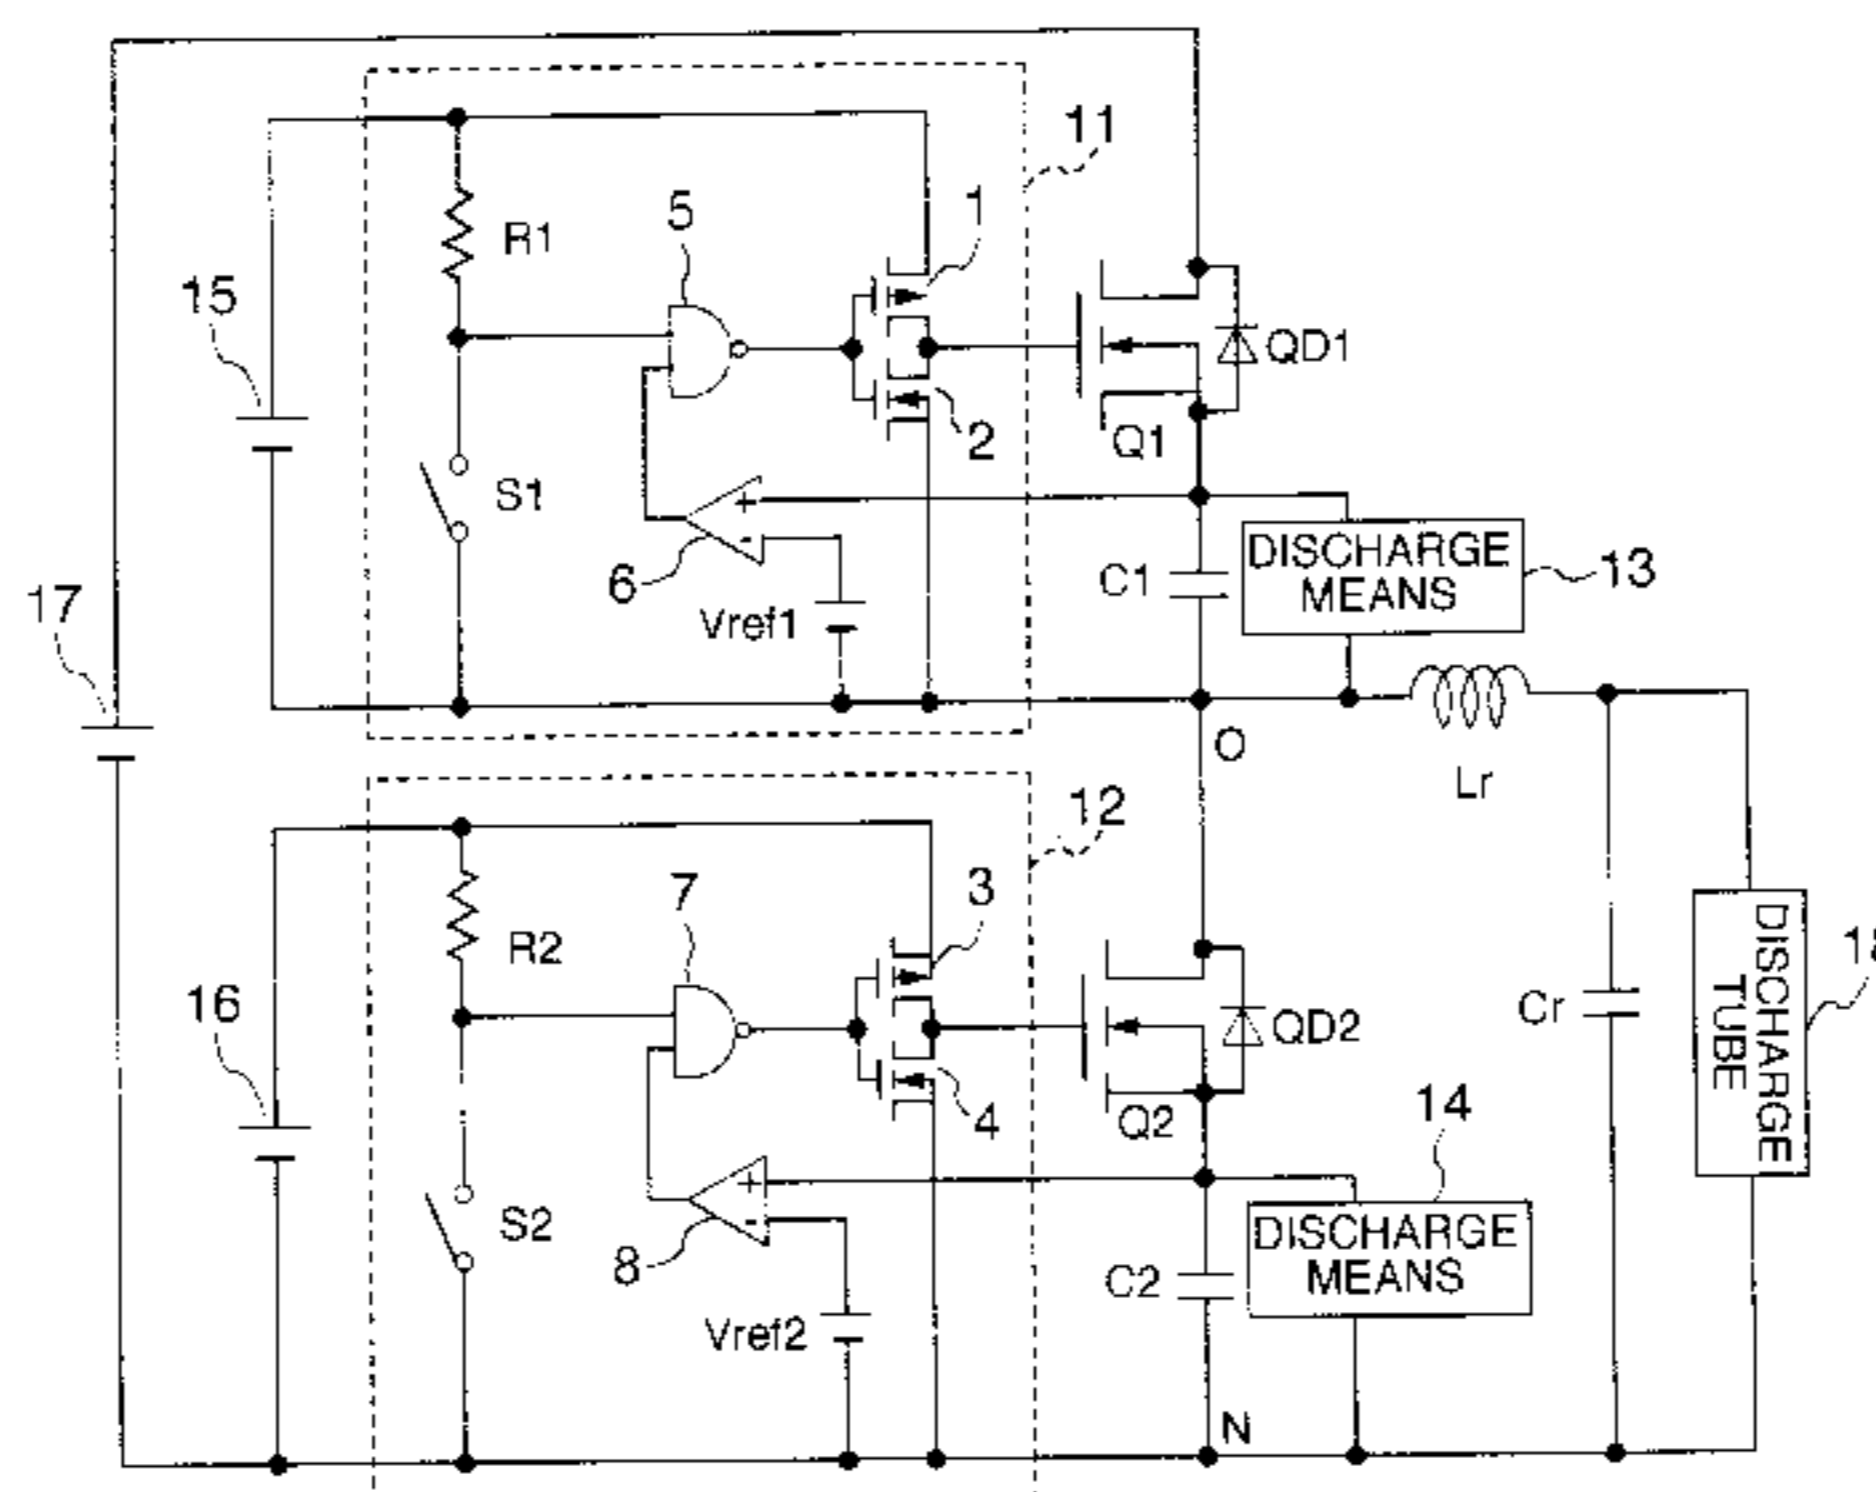 11
1
5
R1
15
QD1
2
Q1
S1
+
-
DISCHARGE
MEANS
13
6
C1
17
Vref1
O
Lr
12
3
7
R2
16
DISCHARGE
TUBE
Cr
QD2
4
Q2
14
+
-
S2
DISCHARGE
MEANS
8
C2
Vref2
N